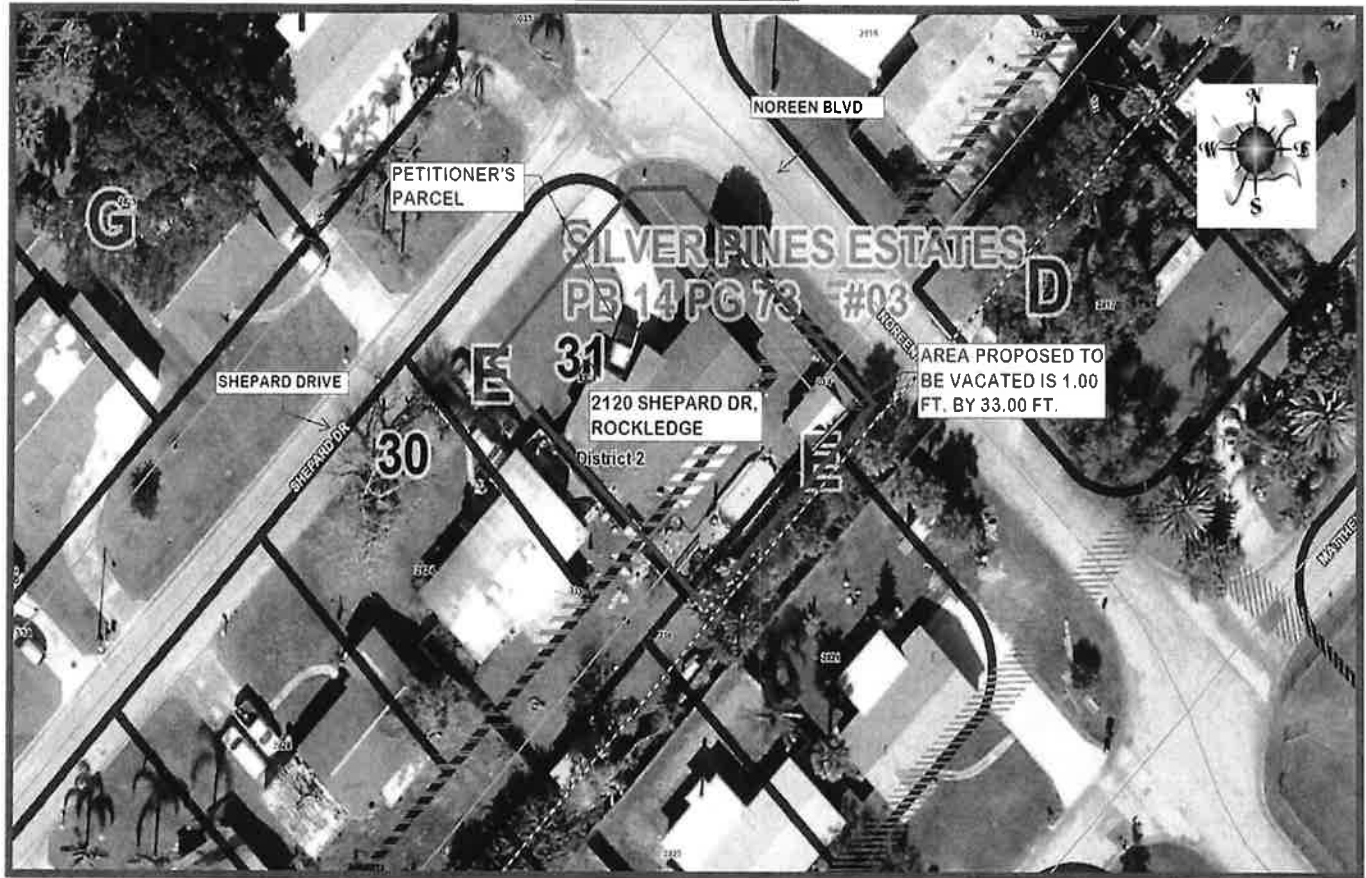 NOREEN BLVD
N
W E
S
PETITIONER'S
PARCEL
G
SILVER PINES ESTATES
PB 14 PG 73 #03
D
NOREEN
AREA PROPOSED TO
BE VACATED IS 1.00
FT. BY 33.00 FT.
SHEPARD DRIVE
E
31
2120 SHEPARD DR,
ROCKLEDGE
SHEPARD DR
30
District 2
E